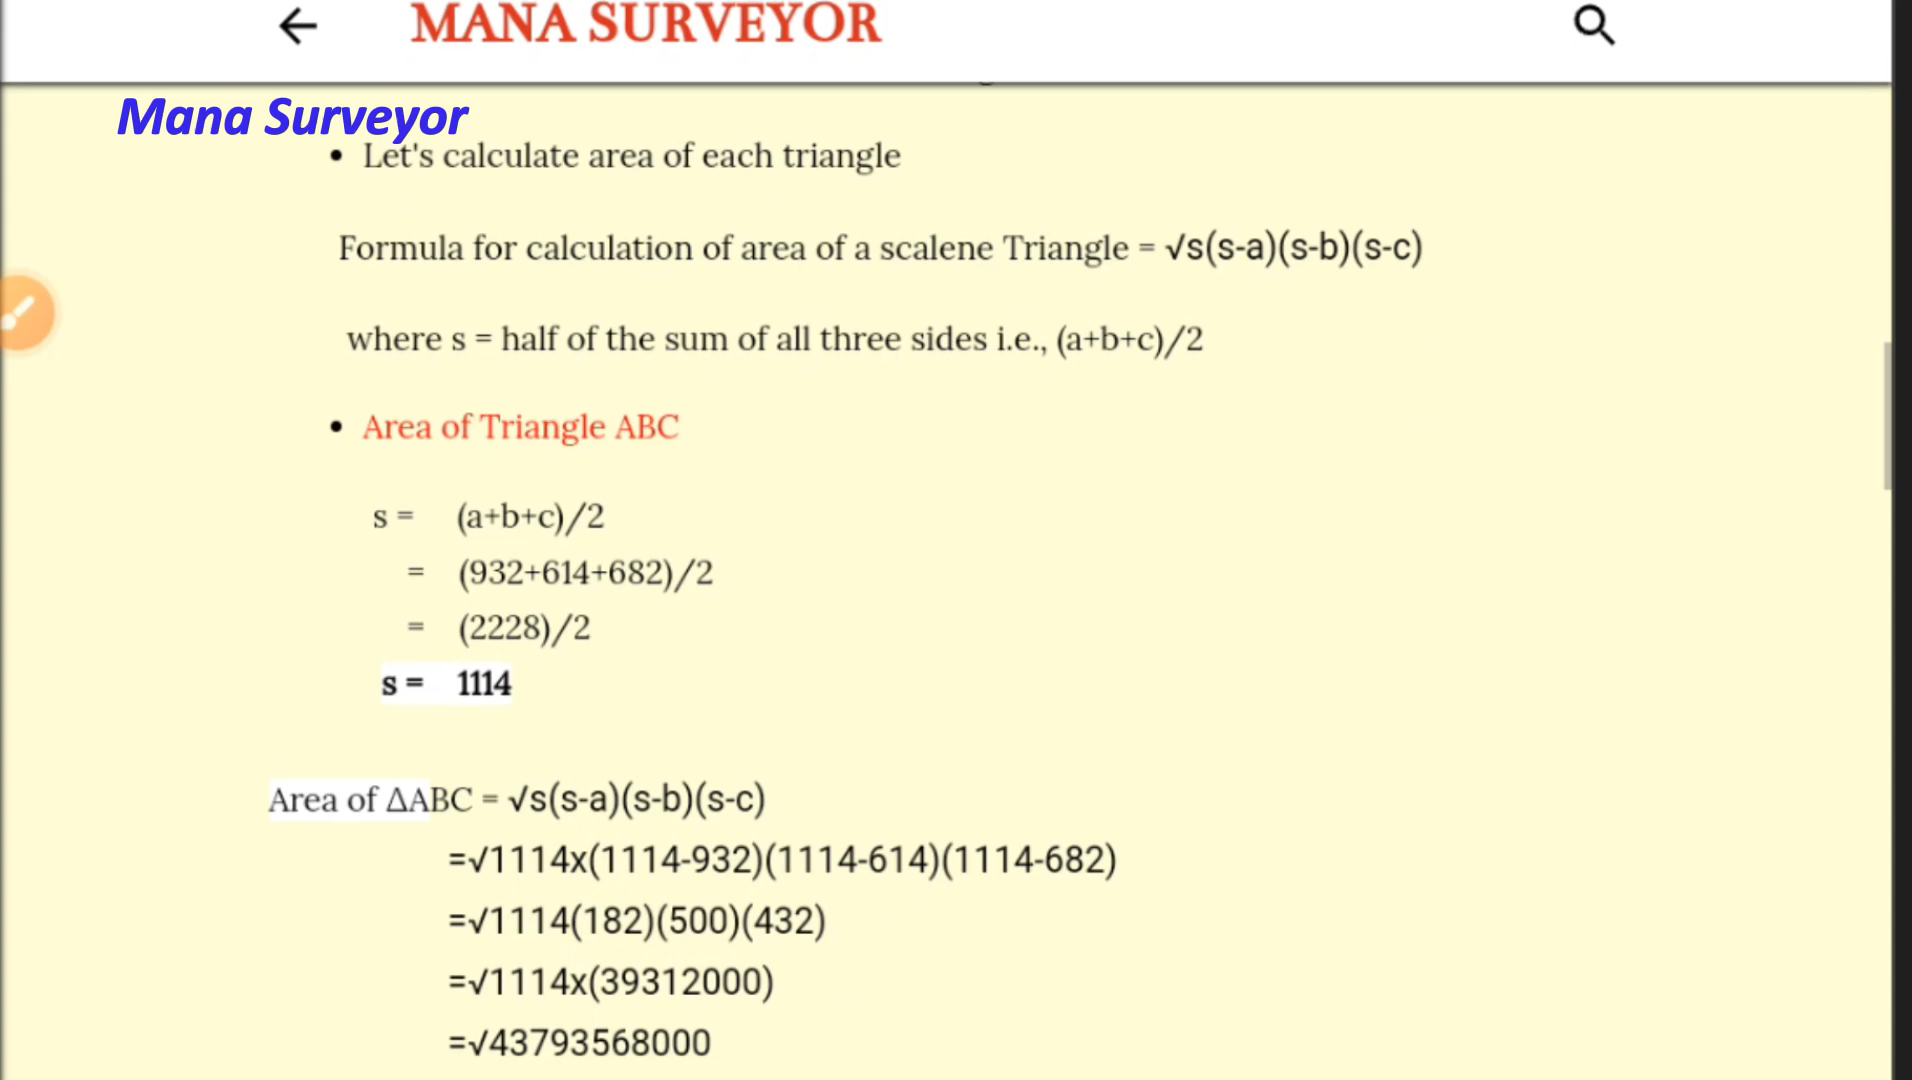 MANA SURVEYOR
Mana Surveyor
• Let's calculate area of each triangle
Formula for calculation of area of a scalene Triangle = √s(s-a)(s-b)(s-c)
where s = half of the sum of all three sides i.e., (a+b+c)/2
• Area of Triangle ABC
s = (a+b+c)/2
= (932+614+682)/2
= (2228)/2
s = 1114
Area of ΔABC = √s(s-a)(s-b)(s-c)
=√1114x(1114-932)(1114-614)(1114-682)
=√1114(182)(500)(432)
=√1114x(39312000)
=√43793568000